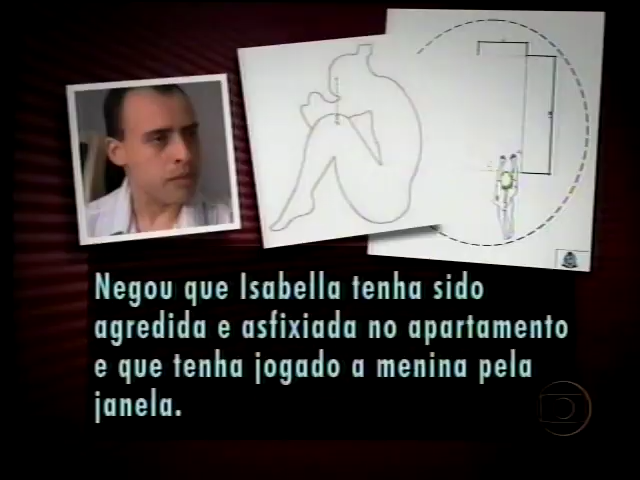 Negou que Isabella tenha sido
agredida e asfixiada no apartamento
e que tenha jogado a menina pela
janela.